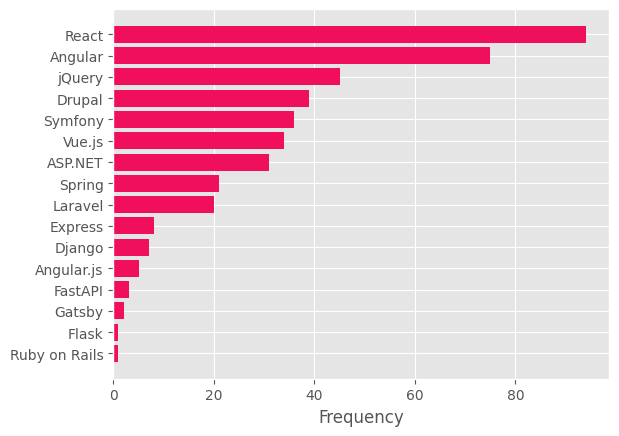 React
Angular
jQuery
Drupal
Symfony
Vue.js
ASP.NET
Spring
Laravel
Express
Django
Angular.js
FastAPI
Gatsby
Flask
Ruby on Rails
0 20 40 60 80
Frequency